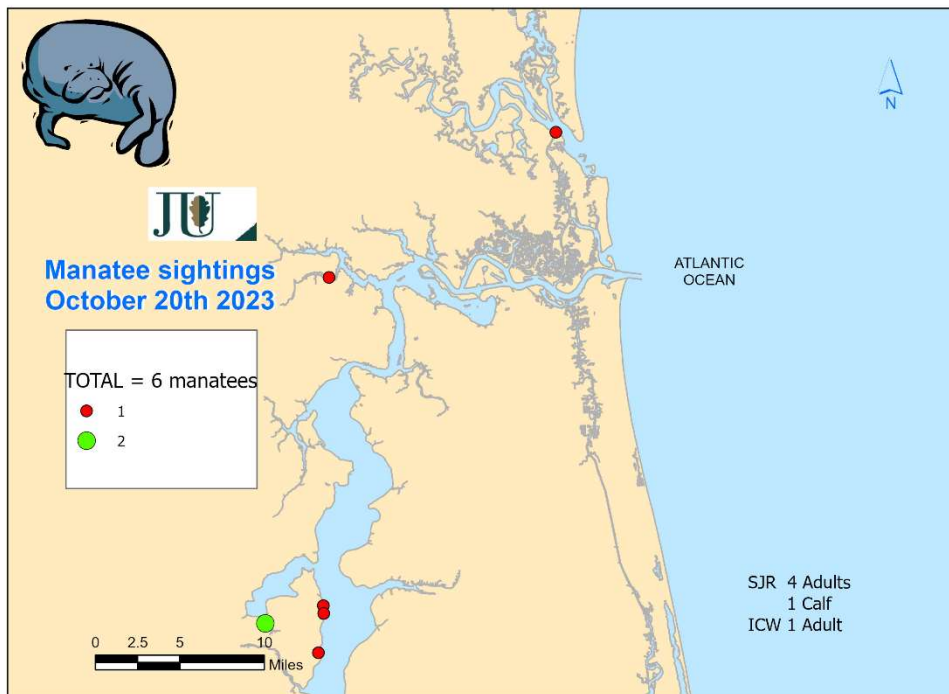 N
JU
ATLANTIC
OCEAN
Manatee sightings
October 20th 2023
TOTAL = 6 manatees
1
2
SJR 4 Adults
1 Calf
ICW 1 Adult
0 2.5 5 10
Miles